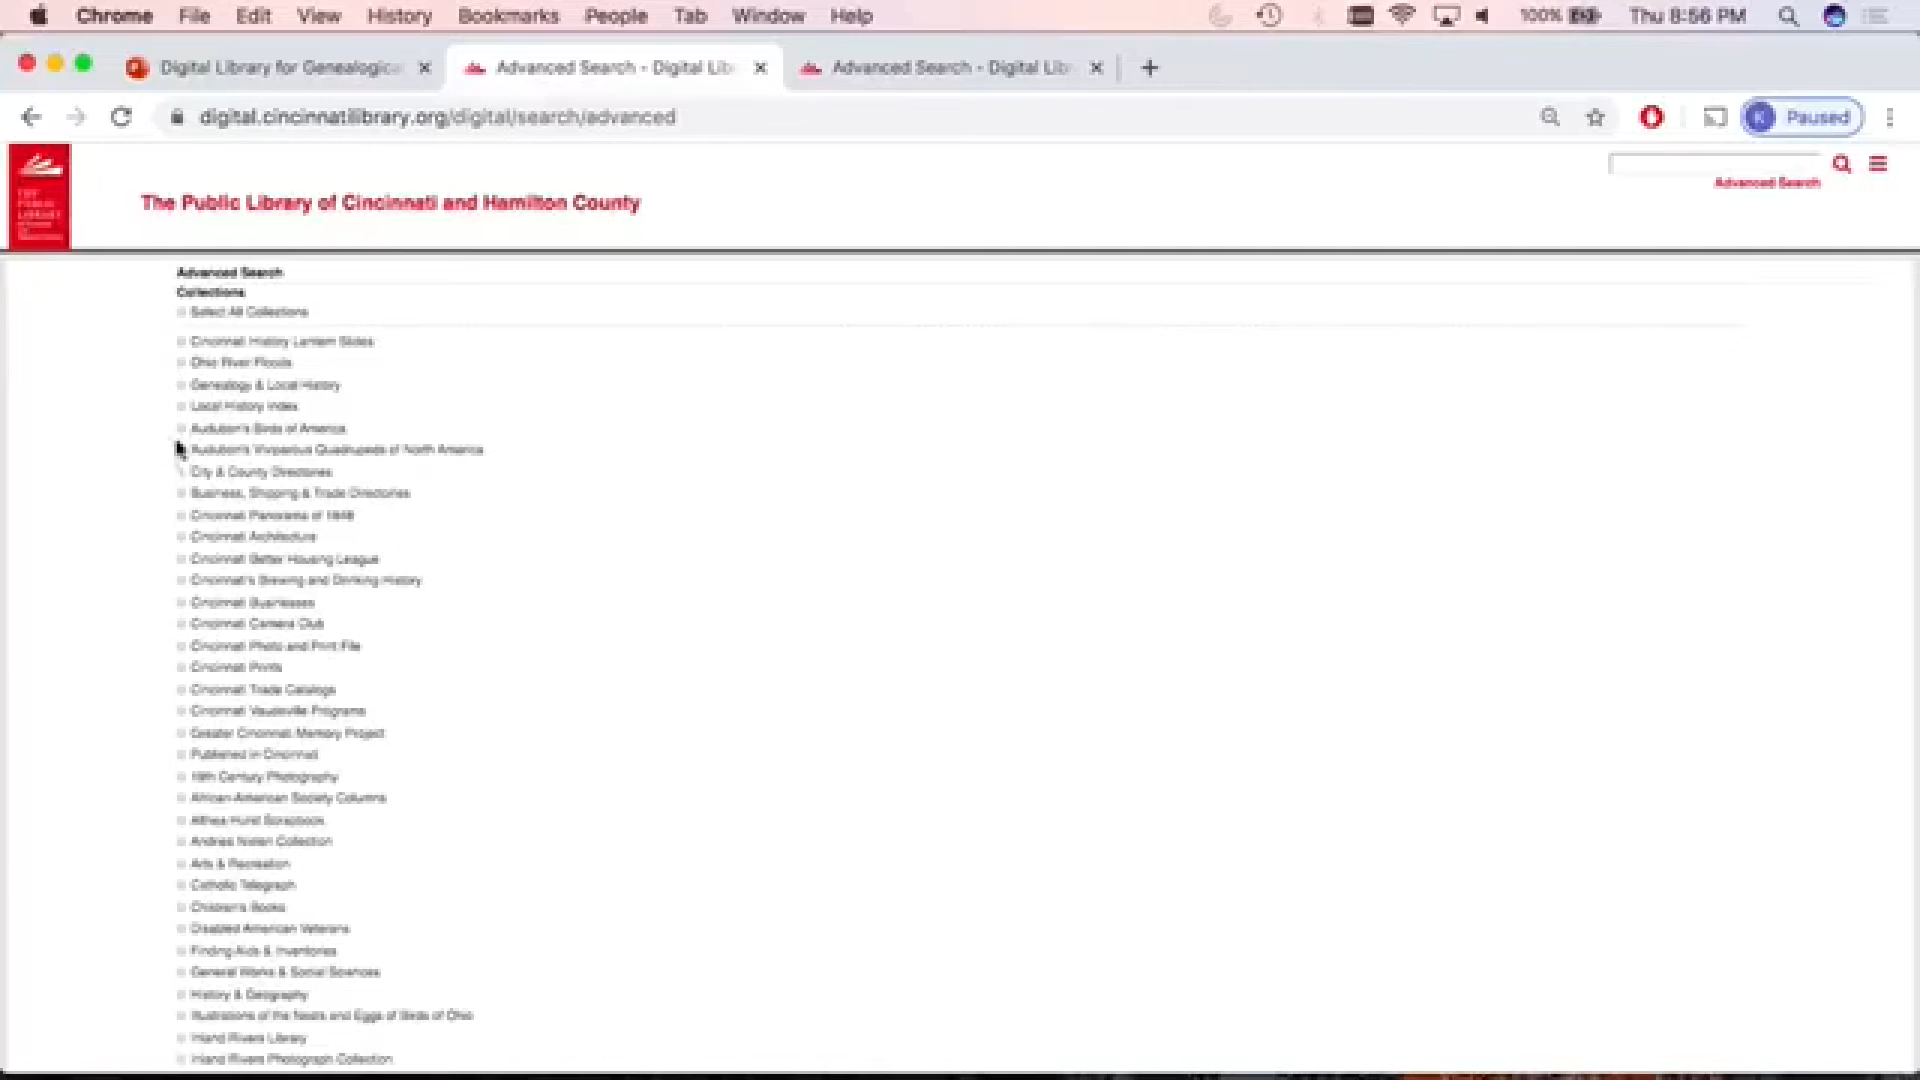 Chrome File Edit View History Bookmarks People Tab Window Help 100% Thu 8:56 PM
Digital Library for Genealogica
Advanced Search - Digital Lib
Advanced Search - Digital Lib
digital.cincinnatilibrary.org/digital/search/advanced
K Paused
THE PUBLIC LIBRARY
Advanced Search
The Public Library of Cincinnati and Hamilton County
Advanced Search
Collections
Select All Collections
Cincinnati History Lantern Slides
Ohio River Floods
Genealogy & Local History
Local History Index
Audubon's Birds of America
Audubon's Viviparous Quadrupeds of North America
City & County Directories
Business, Shipping & Trade Directories
Cincinnati Panorama of 1848
Cincinnati Architecture
Cincinnati Better Housing League
Cincinnati's Brewing and Drinking History
Cincinnati Businesses
Cincinnati Camera Club
Cincinnati Photo and Print File
Cincinnati Prints
Cincinnati Trade Catalogs
Cincinnati Vaudeville Programs
Greater Cincinnati Memory Project
Published in Cincinnati
19th Century Photography
African-American Society Columns
Althea Hurst Scrapbook
Andrea Nolen Collection
Arts & Recreation
Catholic Telegraph
Children's Books
Disabled American Veterans
Finding Aids & Inventories
General Works & Social Sciences
History & Geography
Illustrations of the Nests and Eggs of Birds of Ohio
Inland Rivers Library
Inland Rivers Photograph Collection